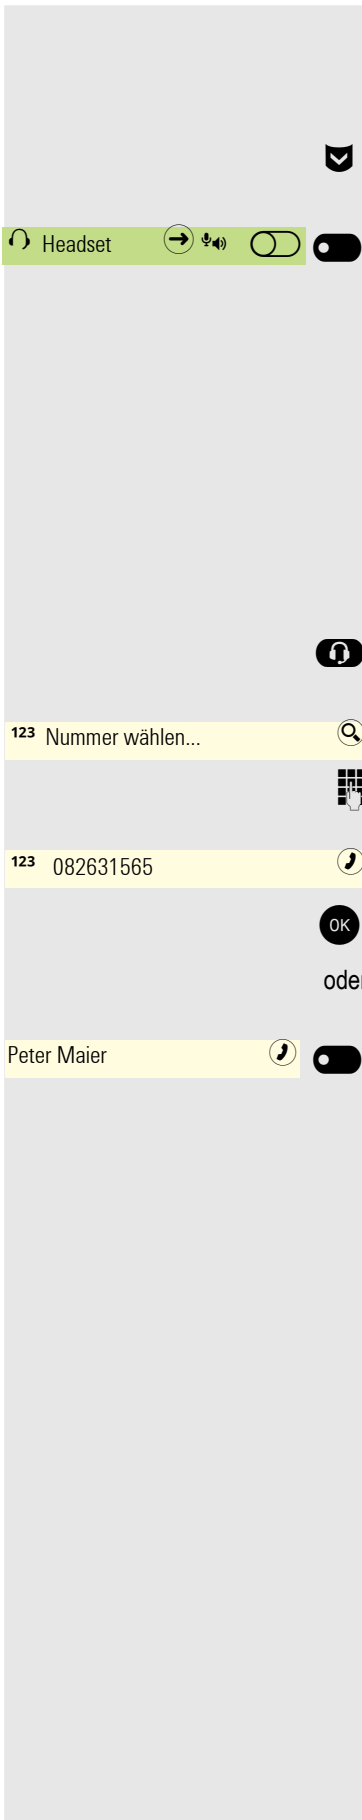 Headset
123 Nummer wählen...
123 082631565
OK
oder
Peter Maier